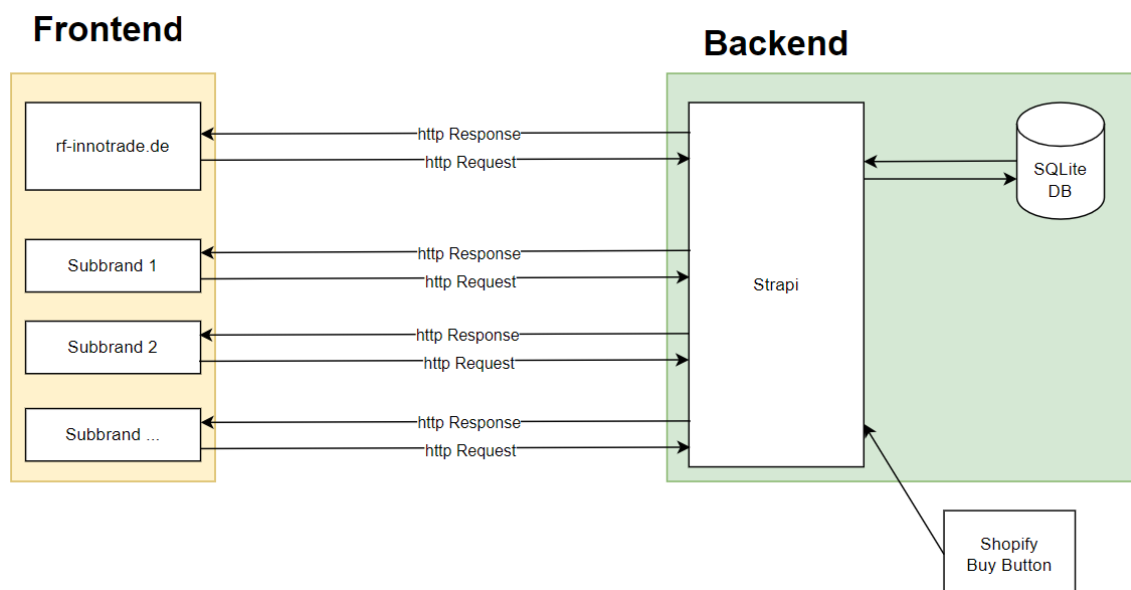 Frontend
Backend
rf-innotrade.de
http Response
http Request
SQLite
DB
Subbrand 1
http Response
http Request
Strapi
Subbrand 2
http Response
http Request
Subbrand ...
http Response
http Request
Shopify
Buy Button